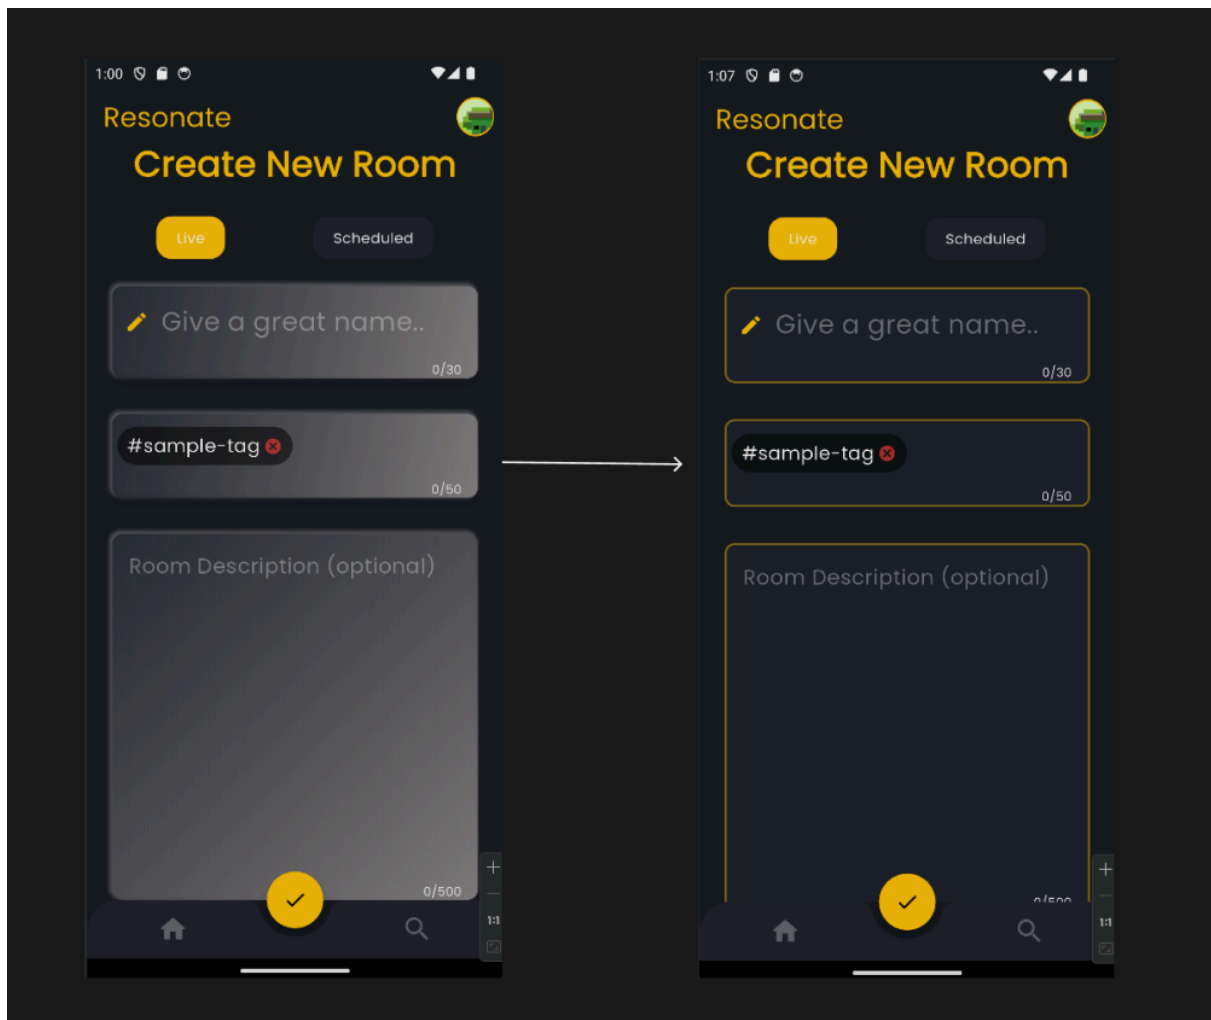 1:00
Resonate
Create New Room
Live
Scheduled
Give a great name..
0/30
#sample-tag
0/50
Room Description (optional)
0/500
1:1
1:07
Resonate
Create New Room
Live
Scheduled
Give a great name..
0/30
#sample-tag
0/50
Room Description (optional)
0/500
1:1